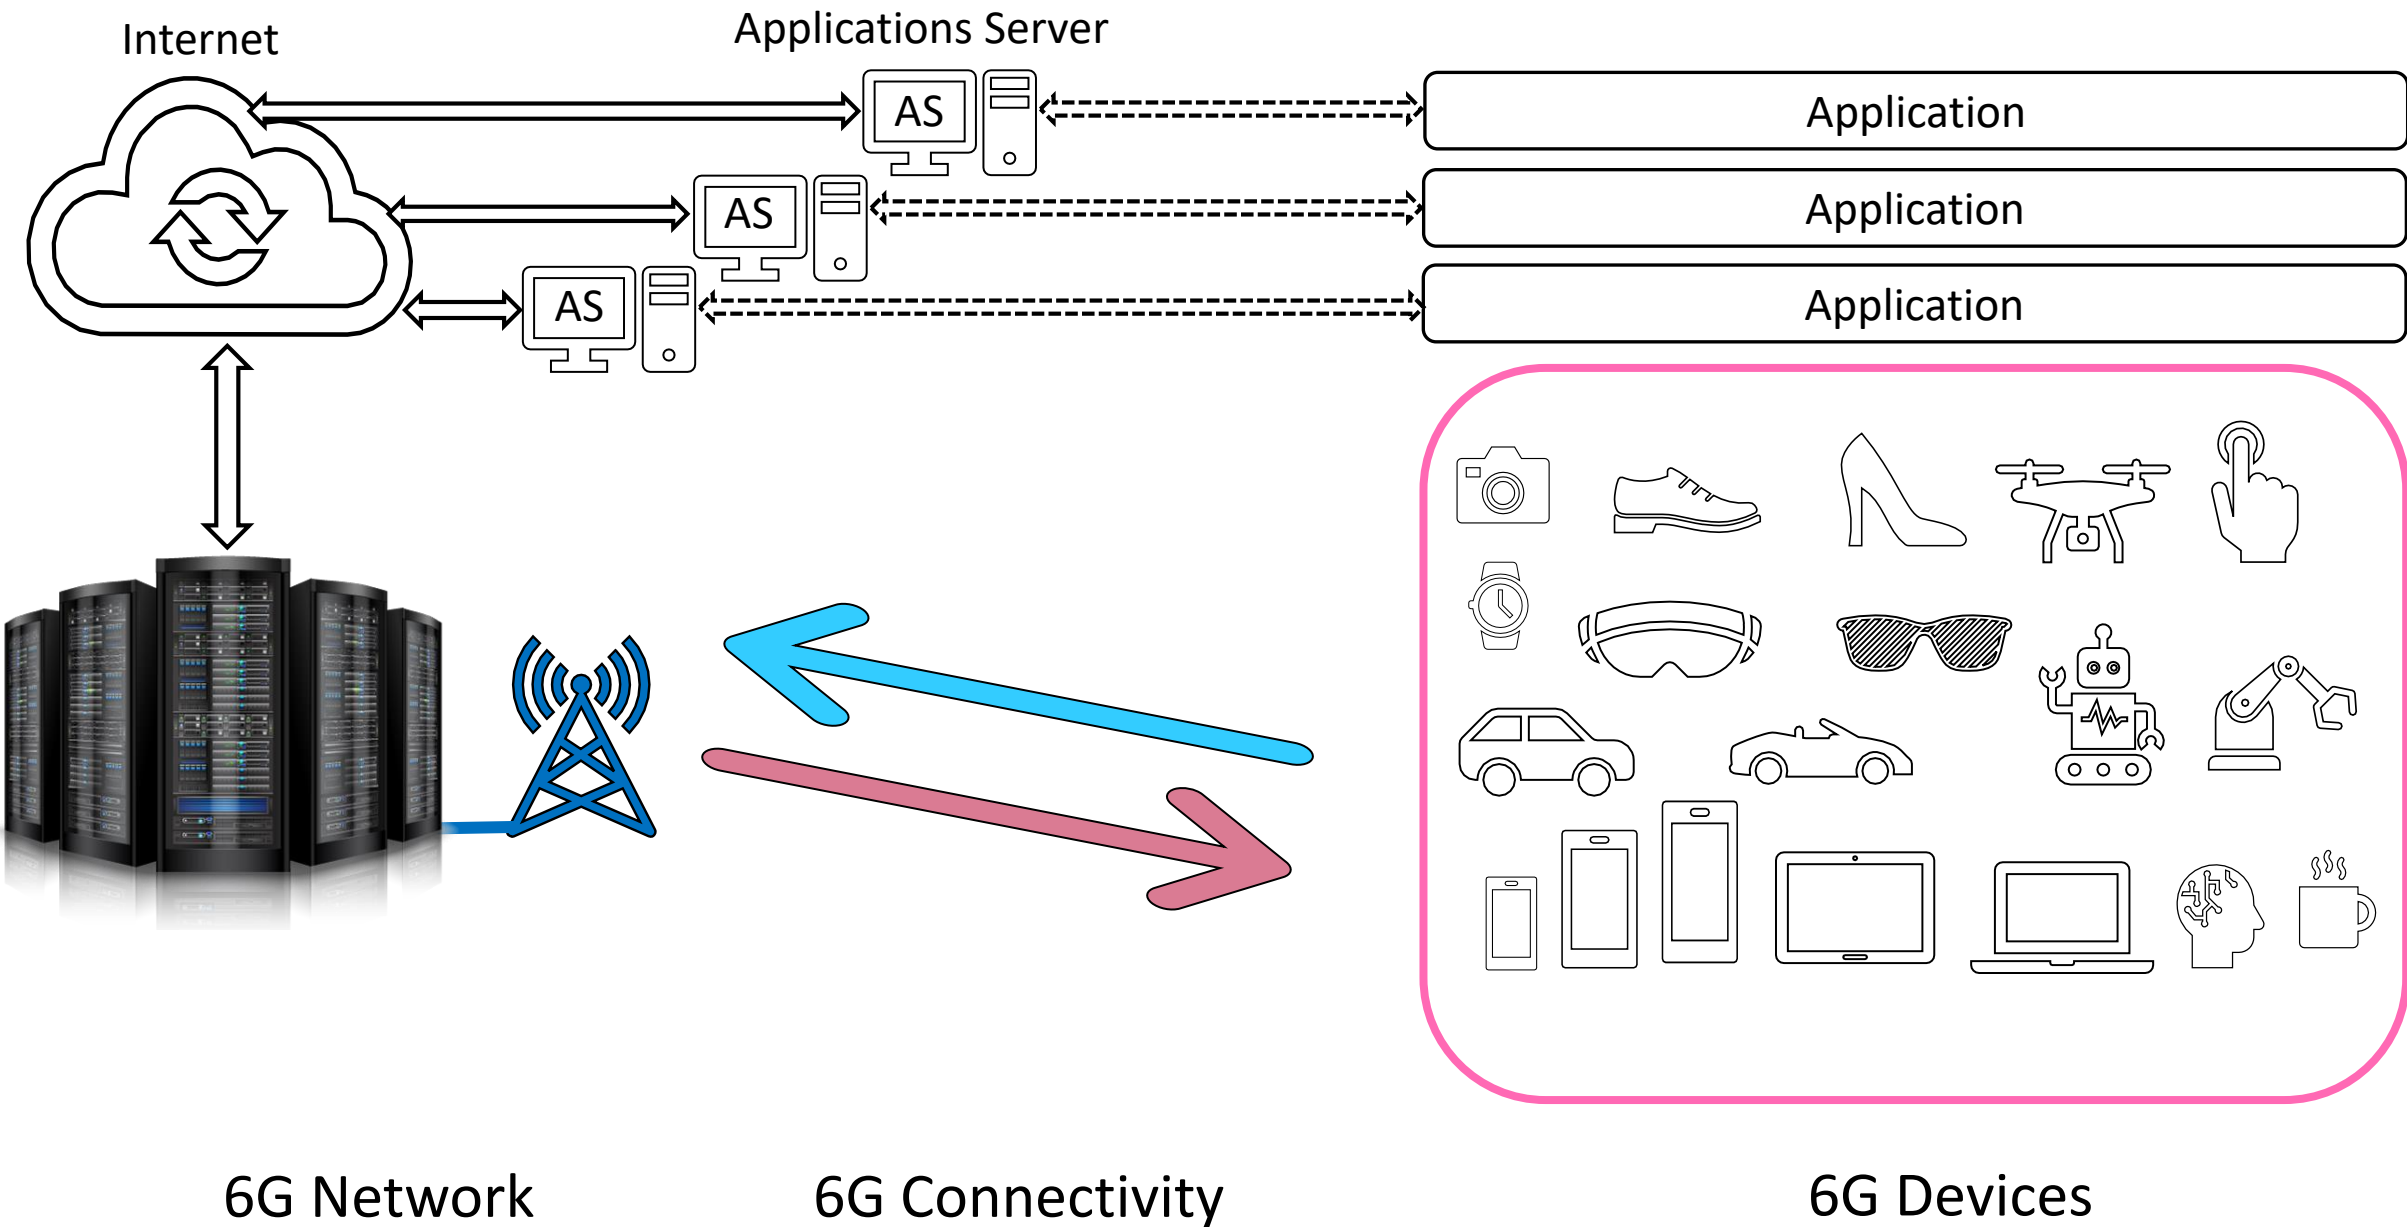 Internet
Applications Server
AS
Application
AS
Application
AS
Application
6G Network
6G Connectivity
6G Devices